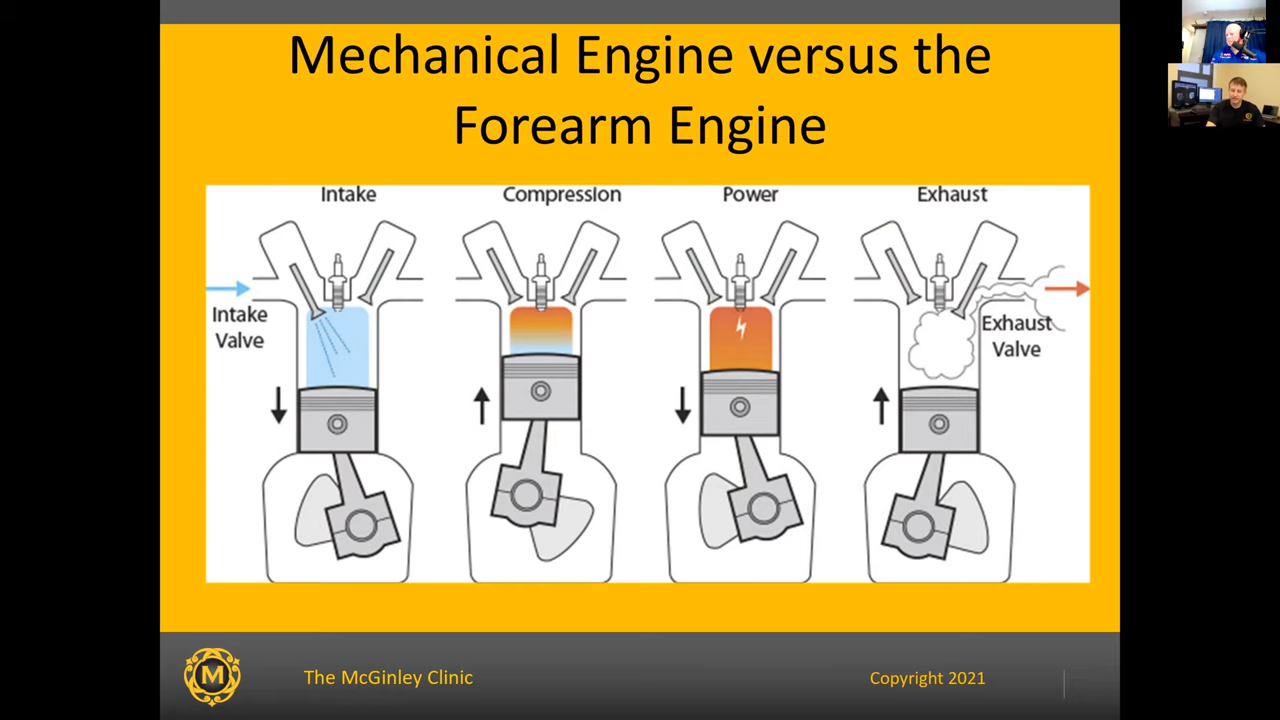 Mechanical Engine versus the
Forearm Engine
Intake
Compression
Power
Exhaust
Intake
Valve
Exhaust
Valve
M
The McGinley Clinic
Copyright 2021